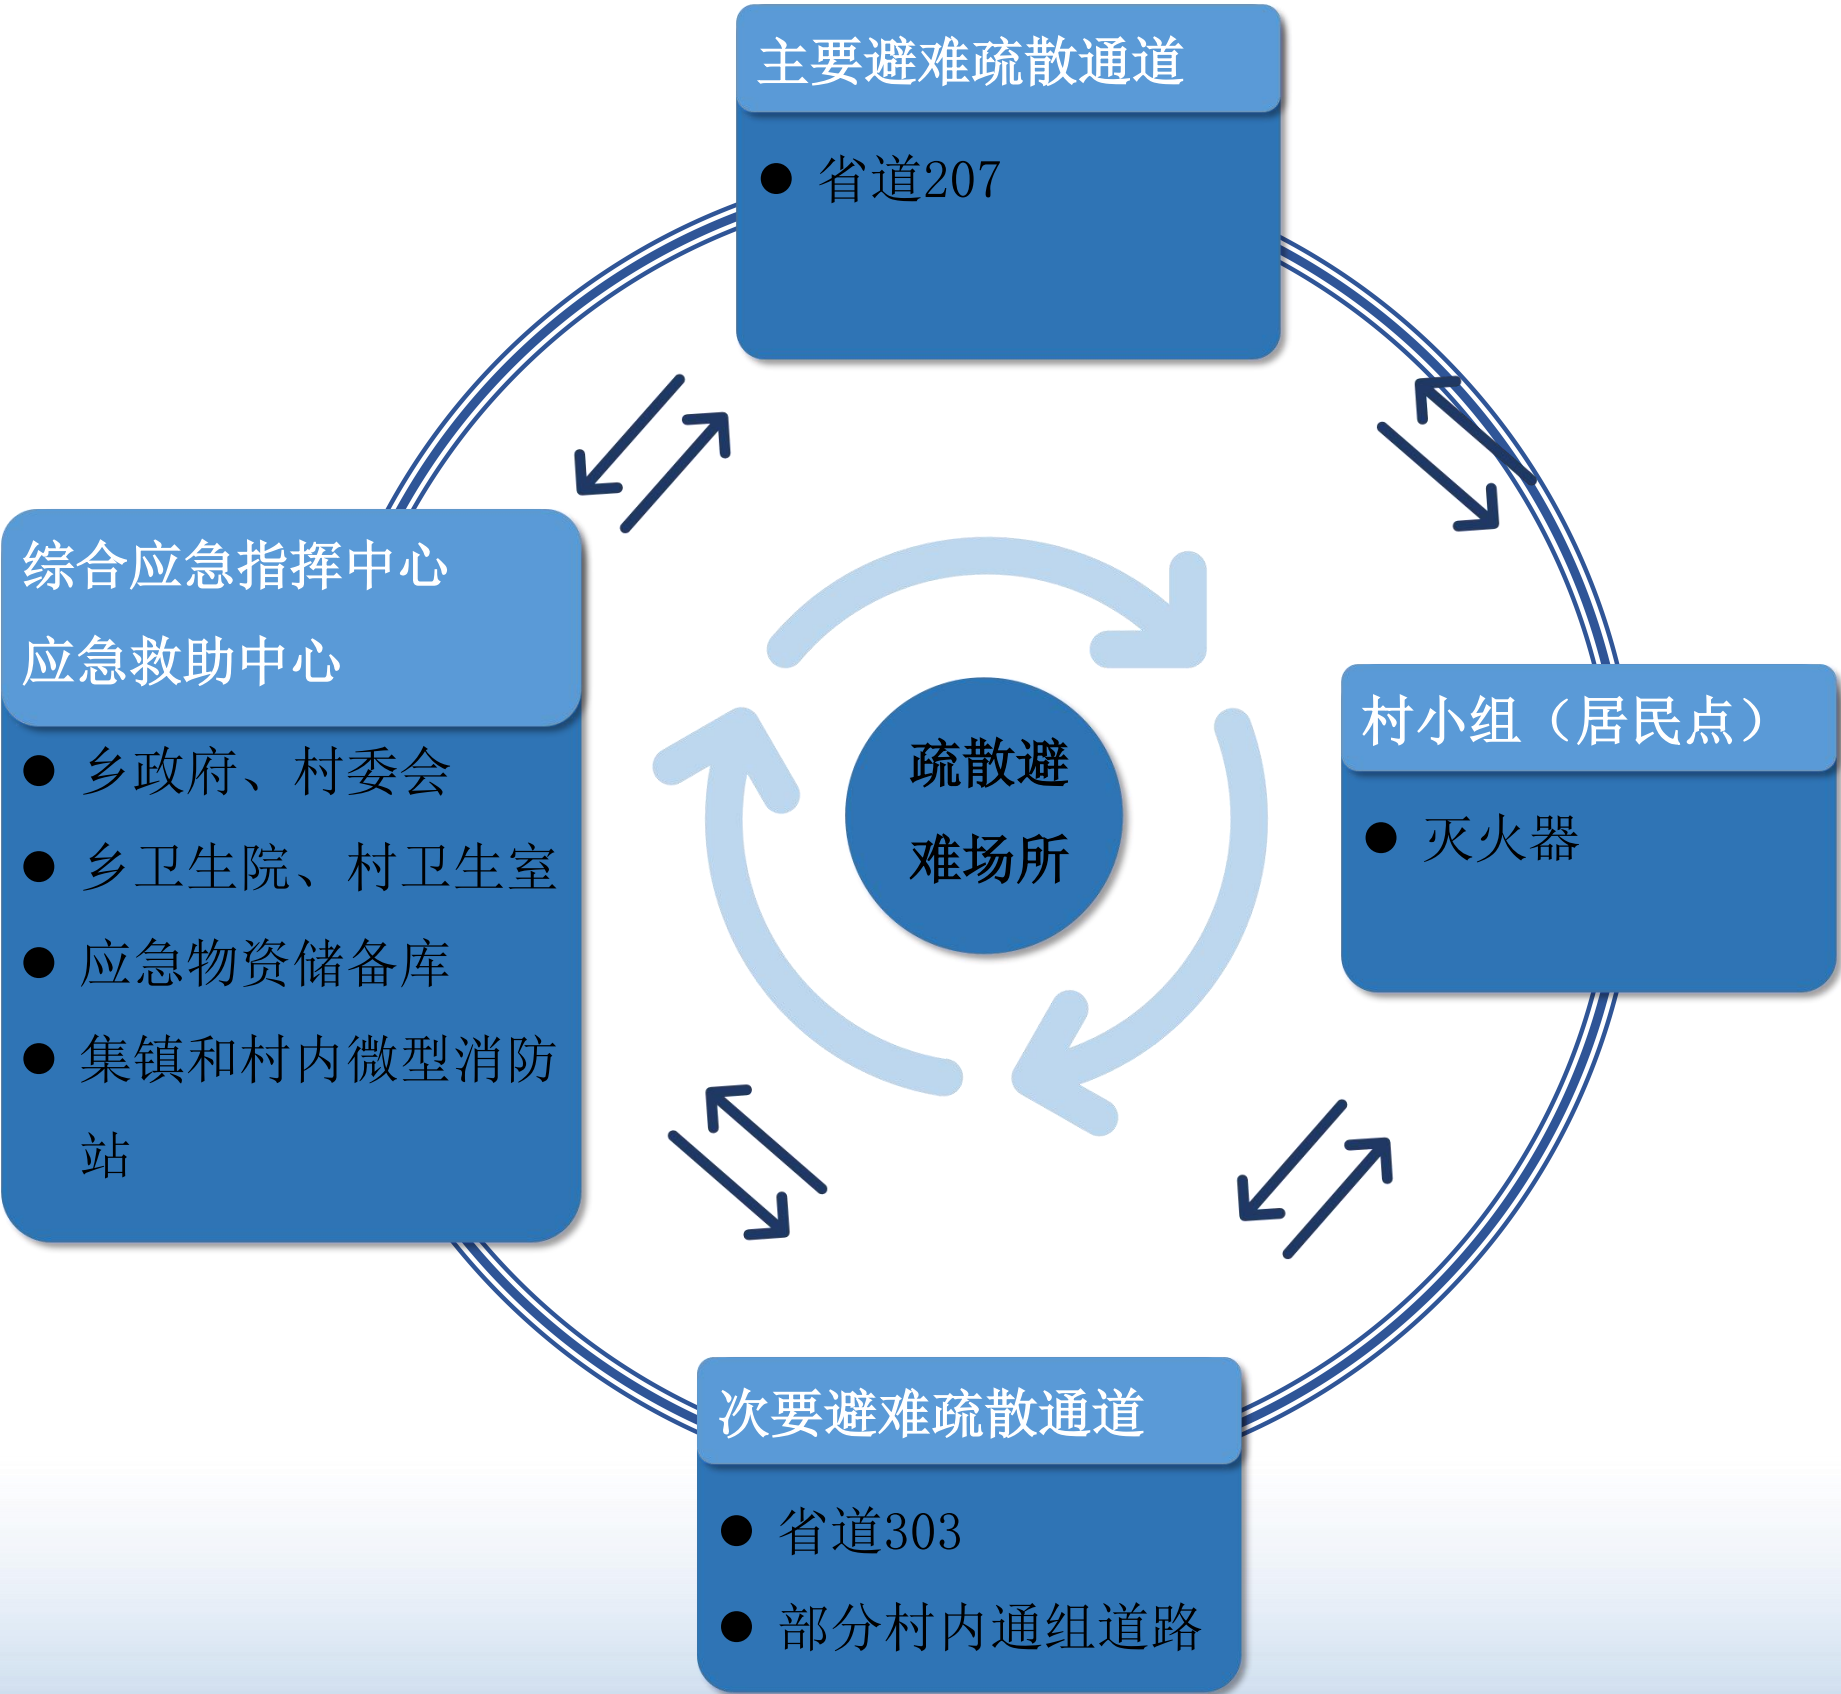 主要避难疏散通道
● 省道207
综合应急指挥中心
应急救助中心
● 乡政府、村委会
● 乡卫生院、村卫生室
● 应急物资储备库
● 集镇和村内微型消防
站
疏散避
难场所
村小组（居民点）
● 灭火器
次要避难疏散通道
● 省道303
● 部分村内通组道路